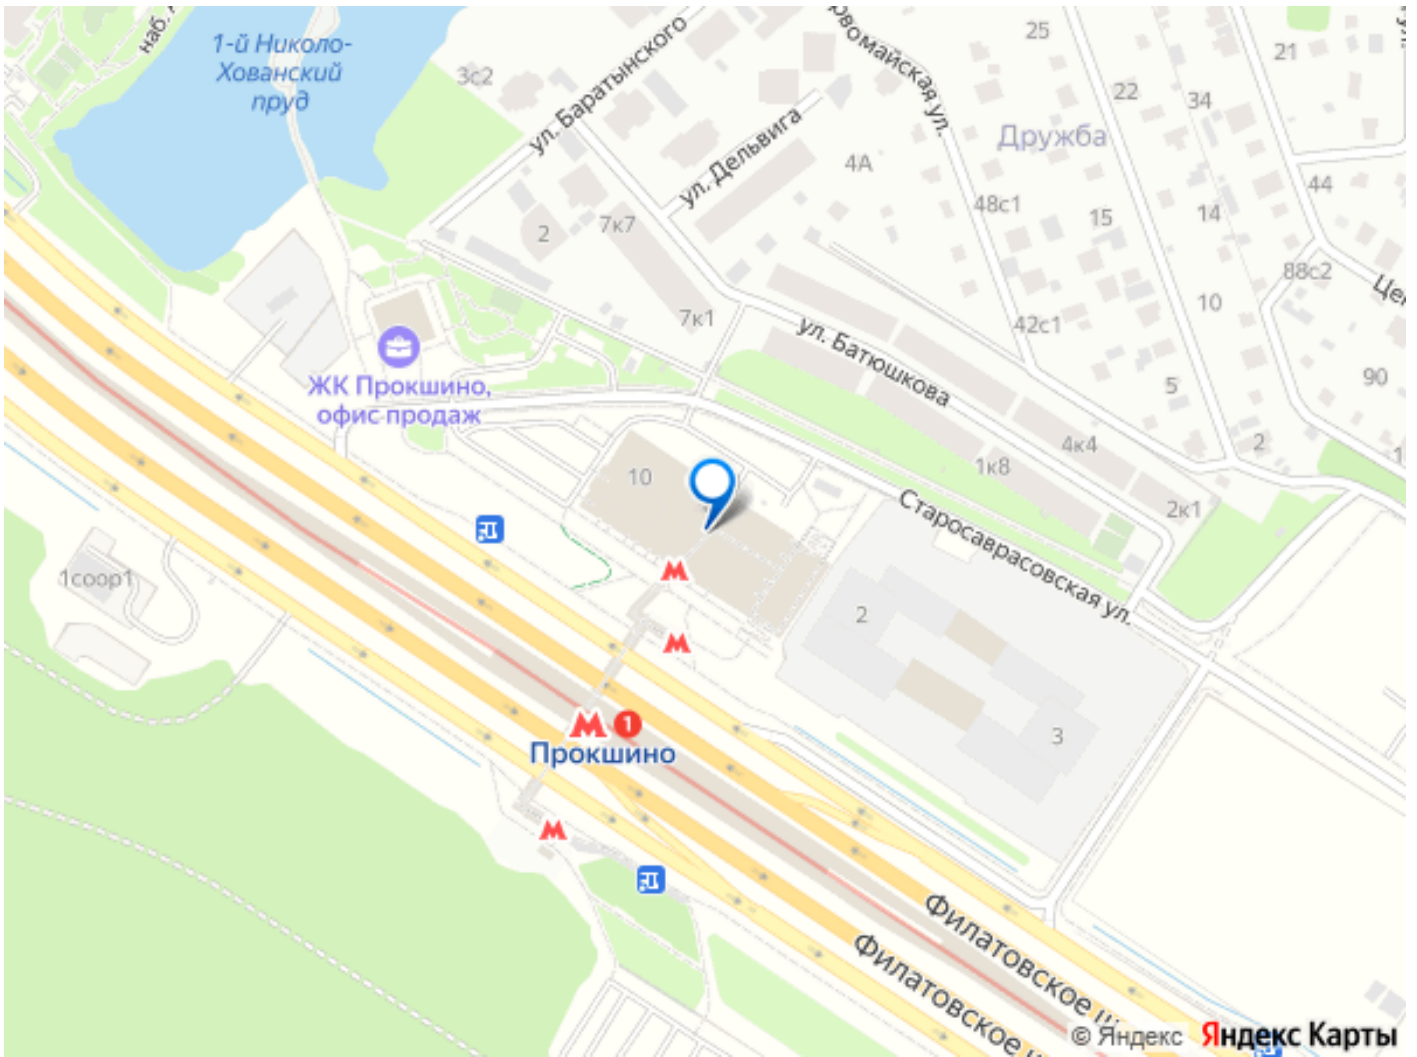 наб.
1-й Николо-
Хованский
пруд
3с2
ул. Баратынского
рвомайская ул.
25
21
22
34
Дружба
ул. Дельвига
4А
44
48с1
15
14
2
7к7
88с2
10
Це
7к1
ул. Батюшкова
42с1
ЖК Прокшино,
офис продаж
5
90
4к4
2
1
1к8
10
2к1
Старосаврасовская ул.
М
1соор1
2
М
М 1
Прокшино
3
М
Филатовское ш
Филатовское ш
© Яндекс Яндекс Карты